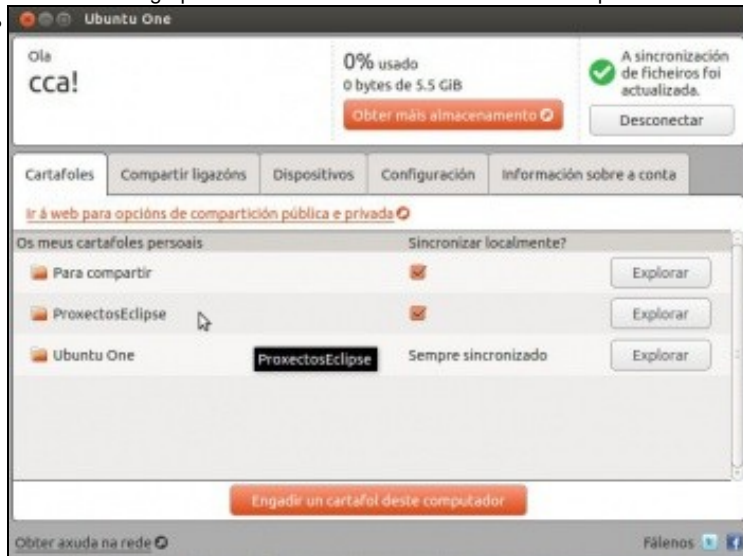 Ubuntu One
Ola
cca!
0% usado
0 bytes de 5.5 GiB
Obter máis almacenamento
A sincronización
de ficheiros foi
actualizada.
Desconectar
Cartafoles
Compartir ligazóns
Dispositivos
Configuración
Información sobre a conta
Ir á web para opcións de compartición pública e privada
Os meus cartafoles persoais
Sincronizar localmente?
Para compartir
Explorar
ProxectosEclipse
Explorar
Ubuntu One
ProxectosEclipse
Sempre sincronizado
Explorar
Engadir un cartafol deste computador
Obter axuda na rede
Fálenos